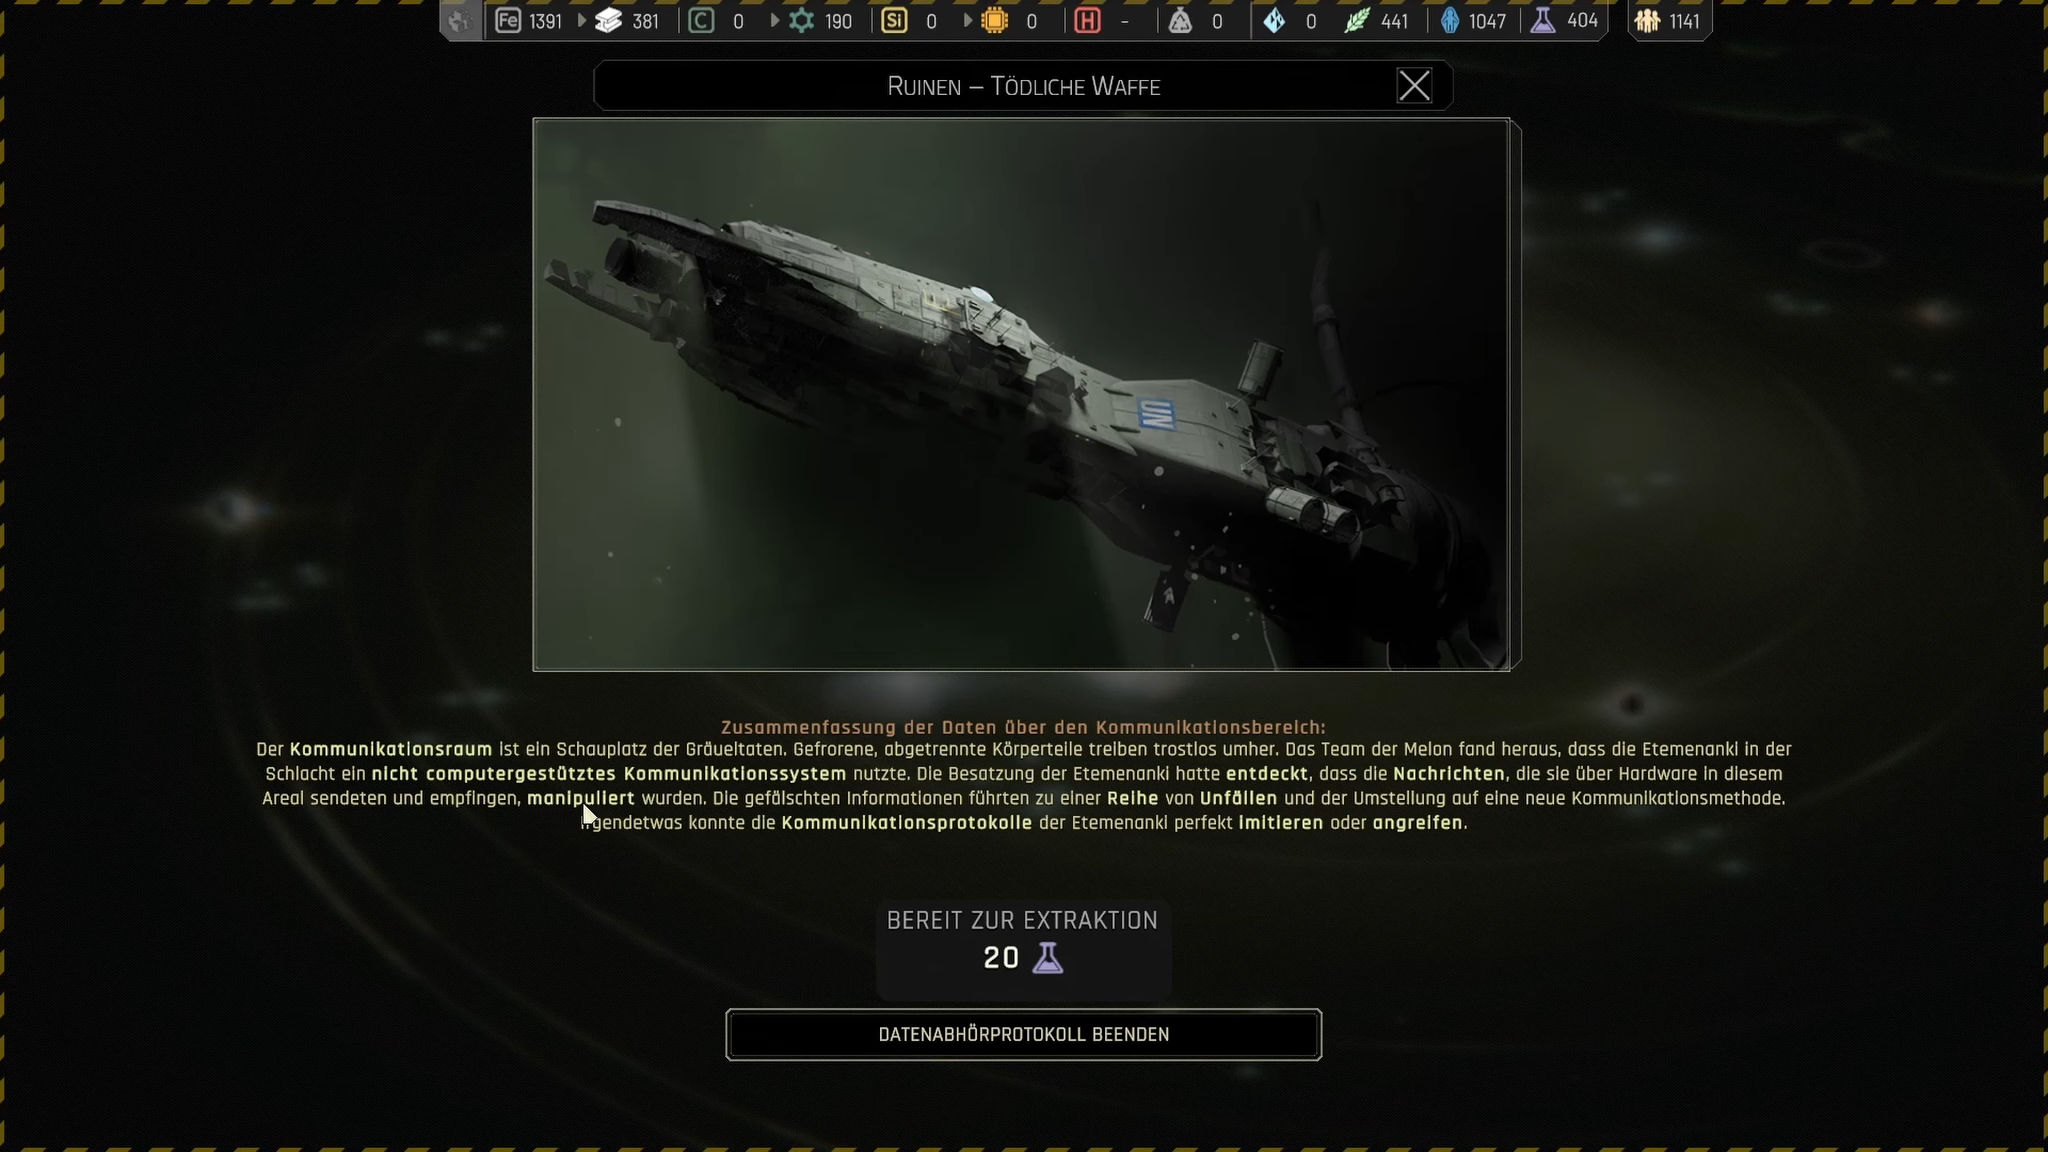 Fe 1391 381 C 0 190 Si 0 0 H - 0 0 441 1047 404 1141
Ruinen – Tödliche Waffe
UN
Zusammenfassung der Daten über den Kommunikationsbereich:
Der Kommunikationsraum ist ein Schauplatz der Gräueltaten. Gefrorene, abgetrennte Körperteile treiben trostlos umher. Das Team der Melon fand heraus, dass die Etemenanki in der
Schlacht ein nicht computergestütztes Kommunikationssystem nutzte. Die Besatzung der Etemenanki hatte entdeckt, dass die Nachrichten, die sie über Hardware in diesem
Areal sendeten und empfingen, manipuliert wurden. Die gefälschten Informationen führten zu einer Reihe von Unfällen und der Umstellung auf eine neue Kommunikationsmethode.
Irgendetwas konnte die Kommunikationsprotokolle der Etemenanki perfekt imitieren oder angreifen.
BEREIT ZUR EXTRAKTION
20
DATENABHÖRPROTOKOLL BEENDEN